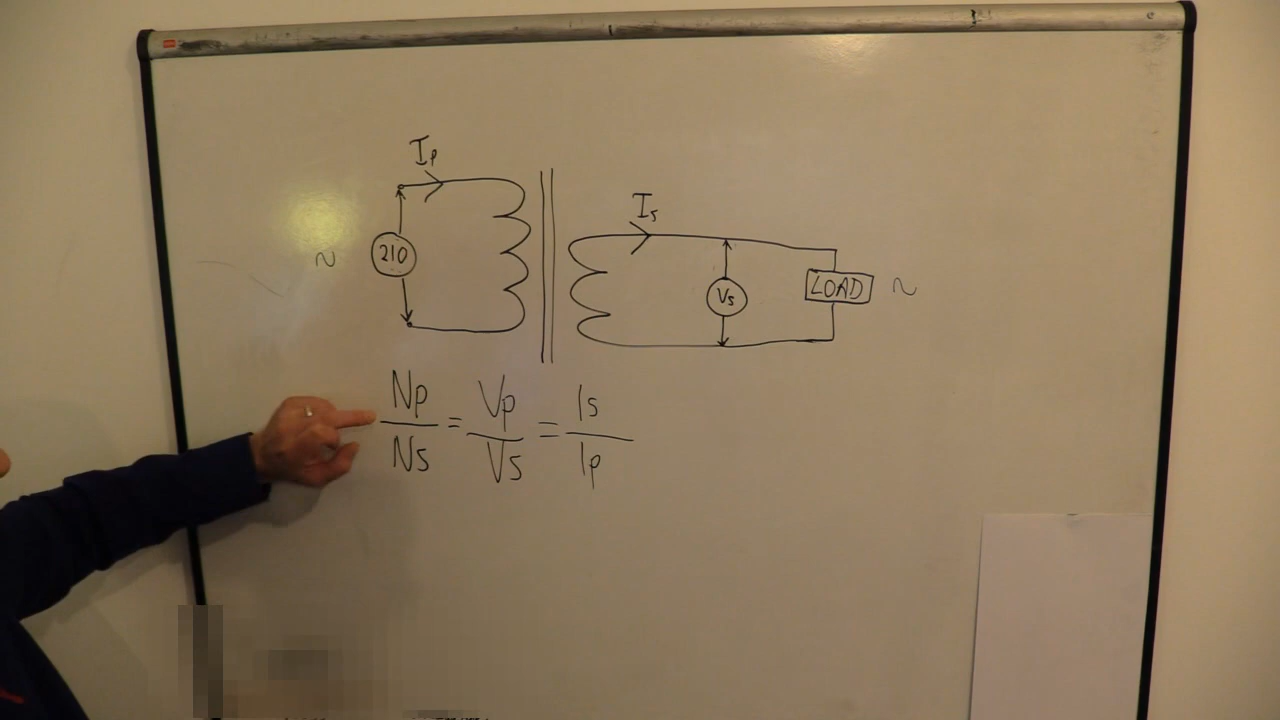 Ip
Is
~ 210
Vs LOAD ~
Np/Ns = Vp/Vs = Is/Ip